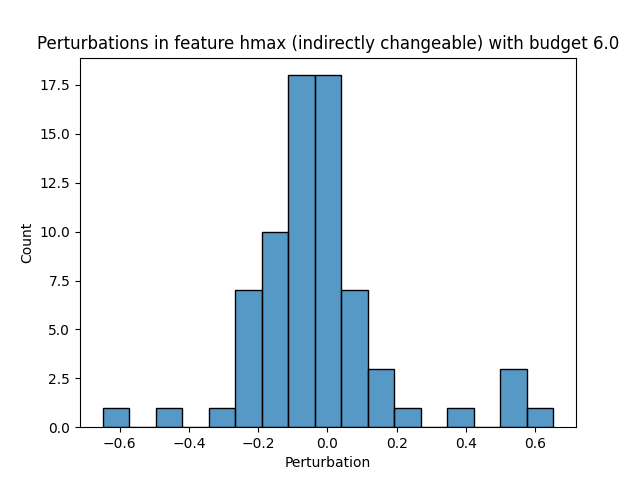 Perturbations in feature hmax (indirectly changeable) with budget 6.0
17.5
15.0
12.5
10.0
7.5
5.0
2.5
0.0
Count
−0.6 −0.4 −0.2 0.0 0.2 0.4 0.6
Perturbation